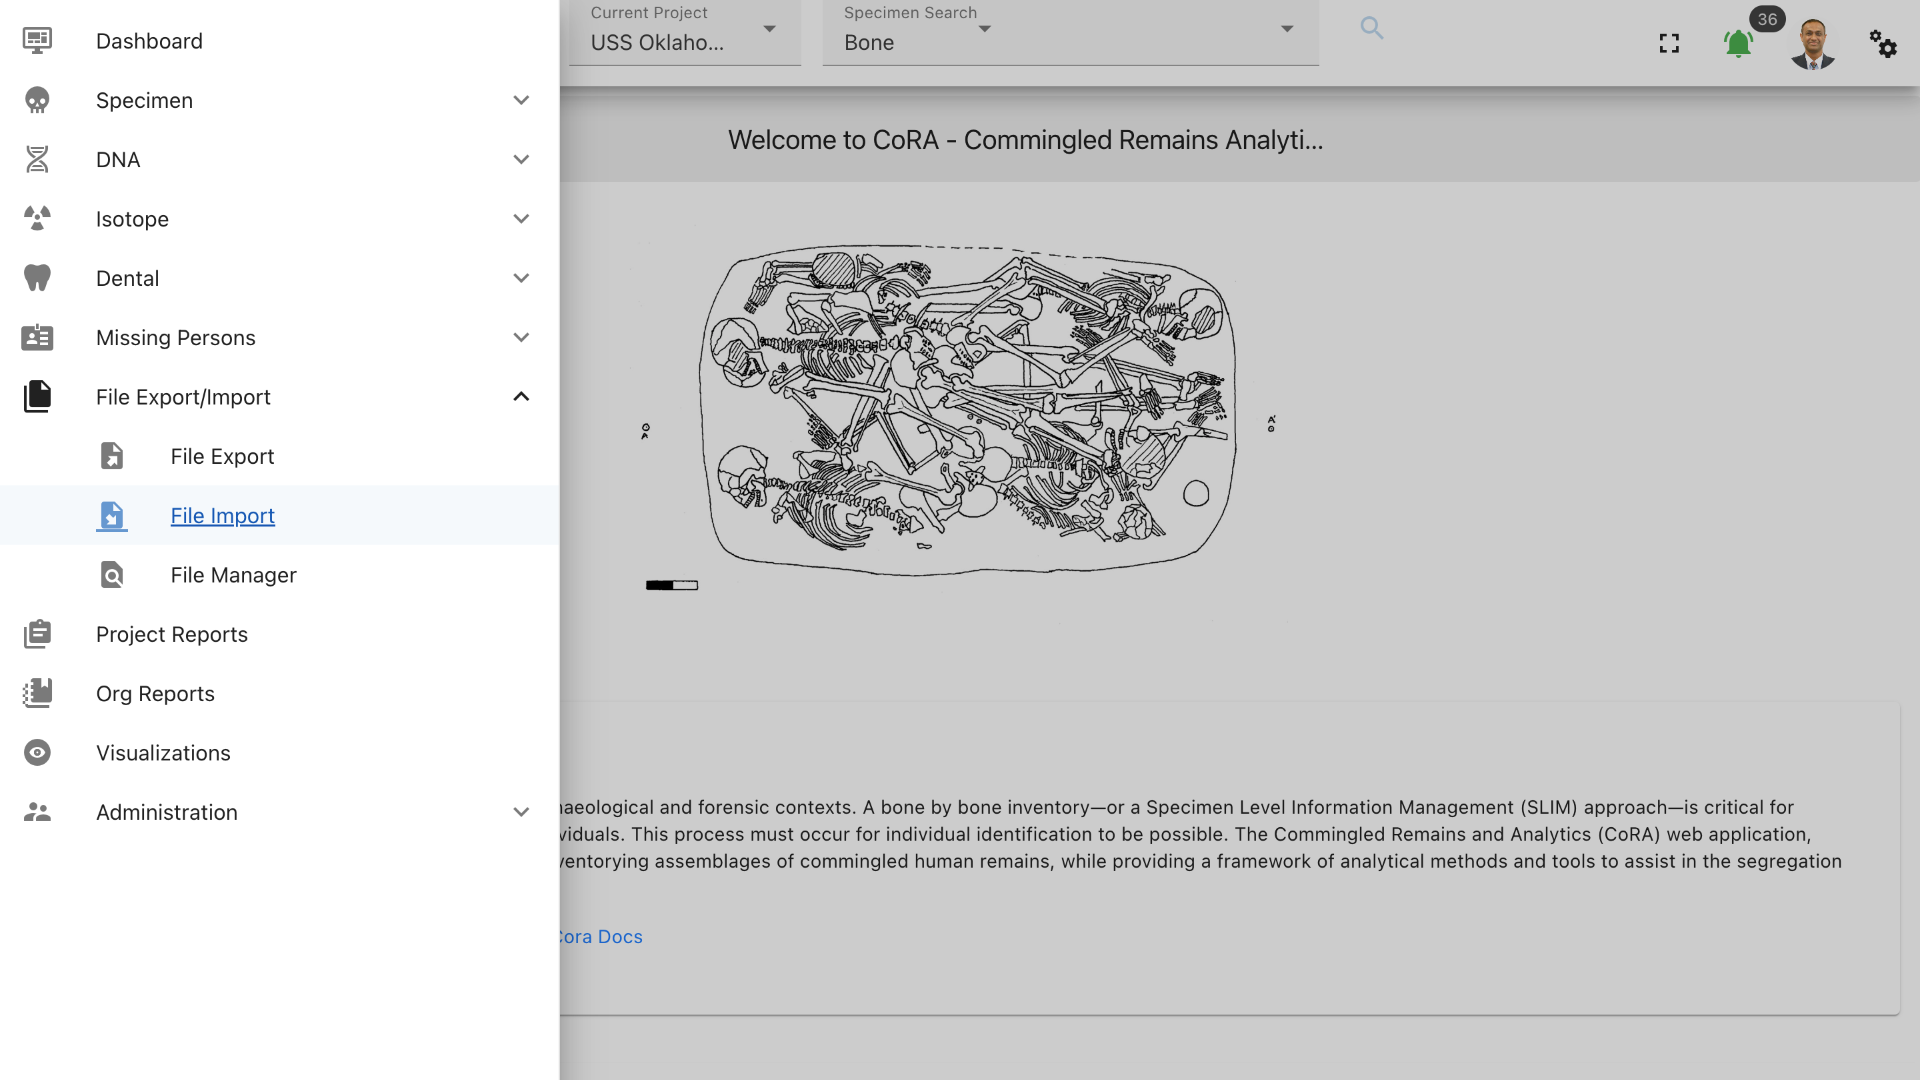 Dashboard
Specimen
DNA
Isotope
Dental
Missing Persons
File Export/Import
File Export
File Import
File Manager
Project Reports
Org Reports
Visualizations
Administration
Current Project
USS Oklaho...
Specimen Search
Bone
36
Welcome to CoRA - Commingled Remains Analyti...
haeological and forensic contexts. A bone by bone inventory—or a Specimen Level Information Management (SLIM) approach—is critical for
viduals. This process must occur for individual identification to be possible. The Commingled Remains and Analytics (CoRA) web application,
ventorying assemblages of commingled human remains, while providing a framework of analytical methods and tools to assist in the segregation
Cora Docs